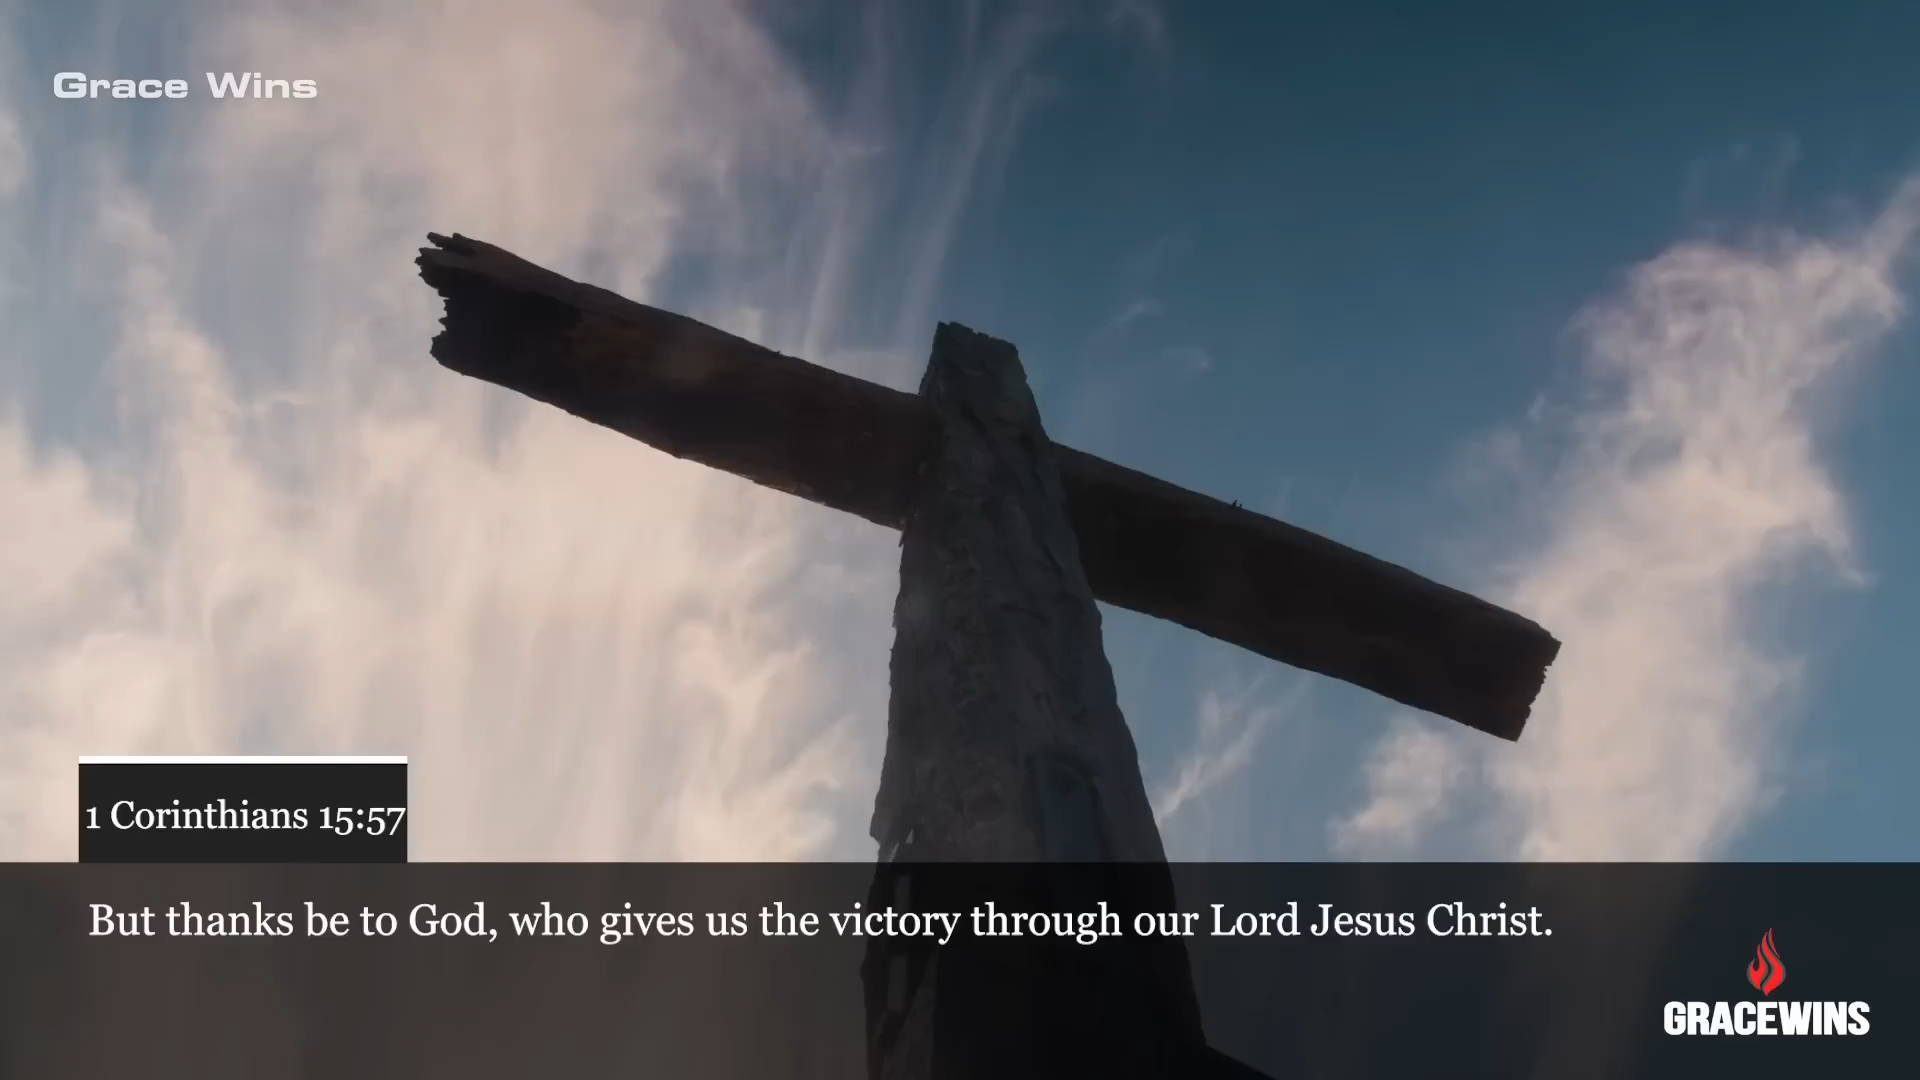 Grace Wins
1 Corinthians 15:57
But thanks be to God, who gives us the victory through our Lord Jesus Christ.
GRACEWINS